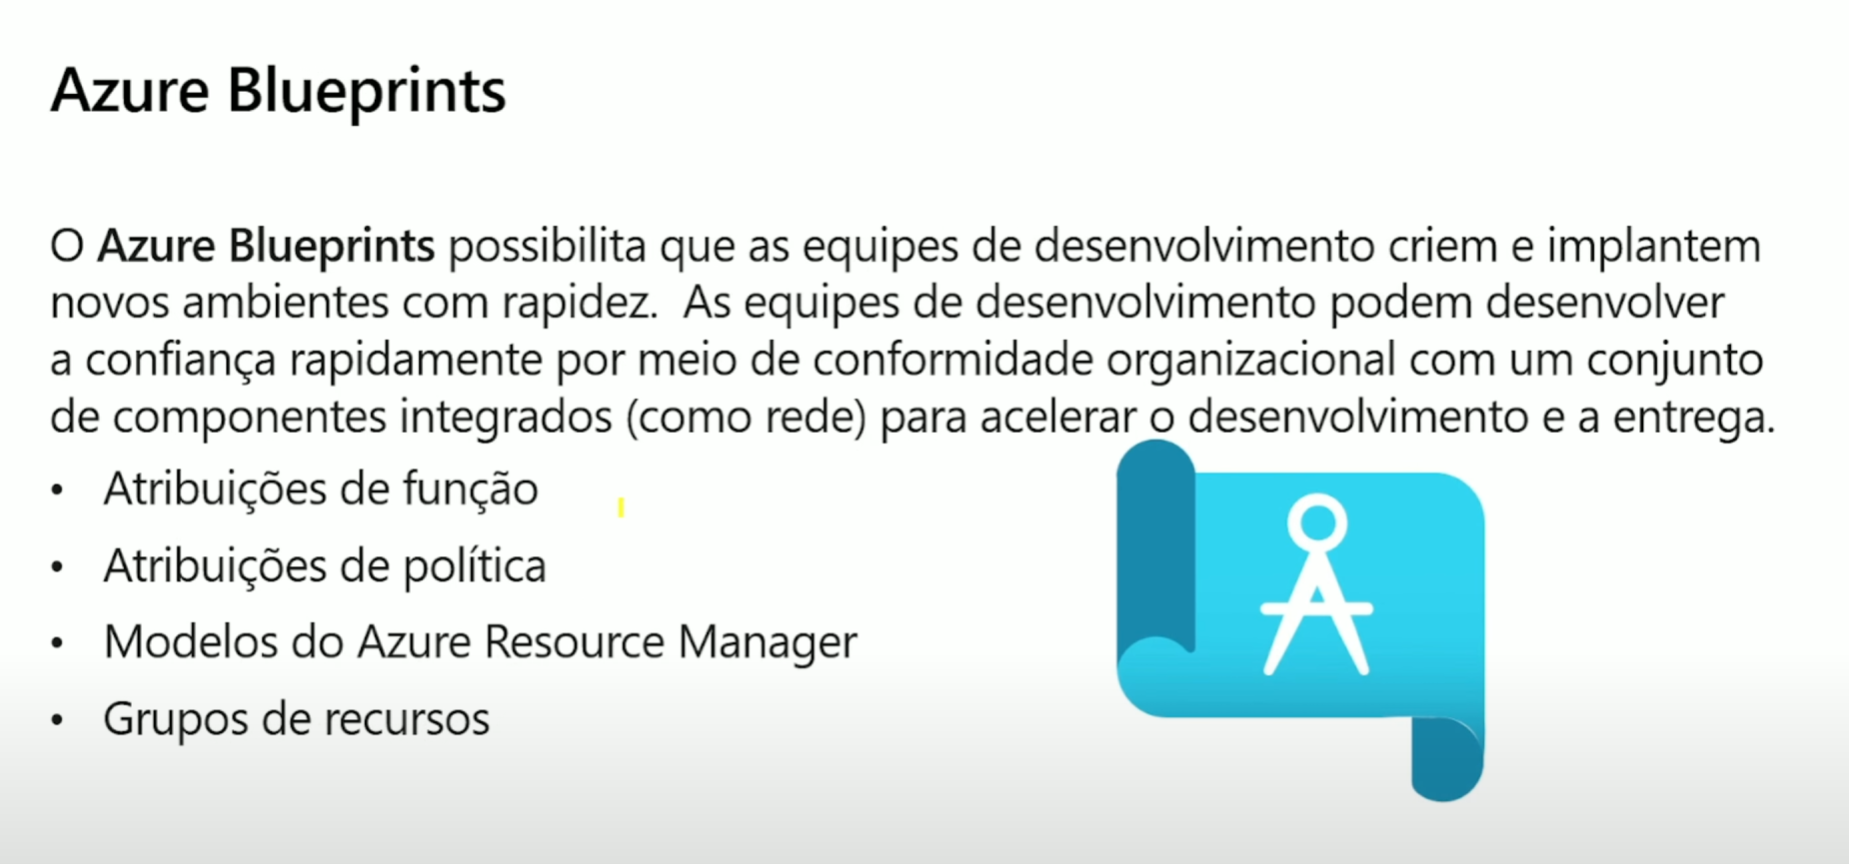 Azure Blueprints
O Azure Blueprints possibilita que as equipes de desenvolvimento criem e implantem
novos ambientes com rapidez.  As equipes de desenvolvimento podem desenvolver
a confiança rapidamente por meio de conformidade organizacional com um conjunto
de componentes integrados (como rede) para acelerar o desenvolvimento e a entrega.
• Atribuições de função
• Atribuições de política
• Modelos do Azure Resource Manager
• Grupos de recursos